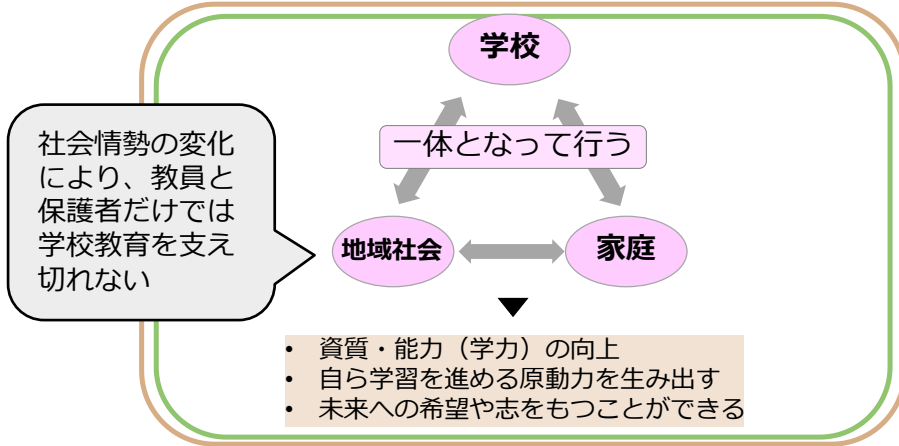 学校
一体となって行う
社会情勢の変化
により、教員と
保護者だけでは
学校教育を支え
切れない
地域社会
家庭
• 資質・能力（学力）の向上
• 自ら学習を進める原動力を生み出す
• 未来への希望や志をもつことができる